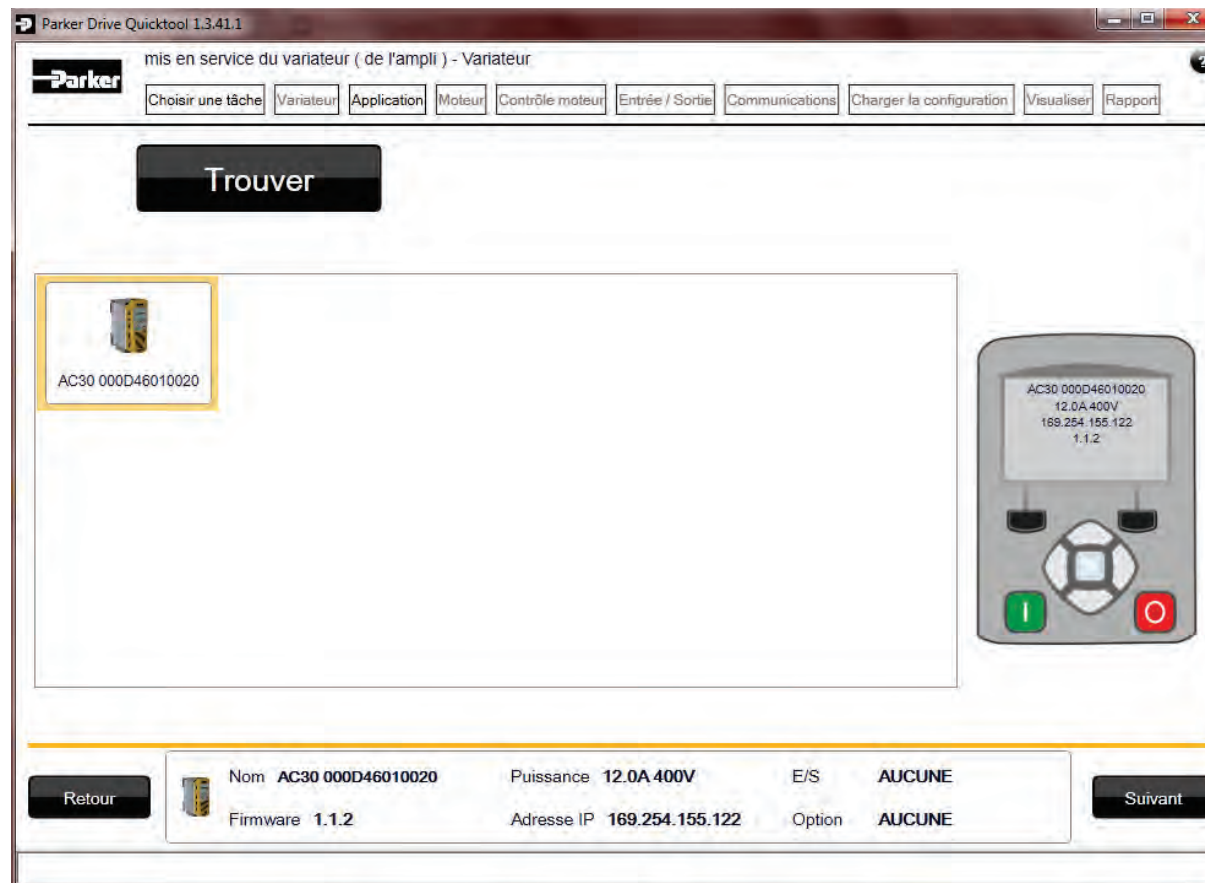 Parker Drive Quicktool 1.3.41.1
Parker
mis en service du variateur ( de l'ampli ) - Variateur
?
Choisir une tâche Variateur Application Moteur Contrôle moteur Entrée / Sortie Communications Charger la configuration Visualiser Rapport
Trouver
AC30 000D46010020
AC30 000D46010020
12.0A 400V
169.254.155.122
1.1.2
Retour
Nom AC30 000D46010020 Puissance 12.0A 400V E/S AUCUNE
Firmware 1.1.2 Adresse IP 169.254.155.122 Option AUCUNE
Suivant